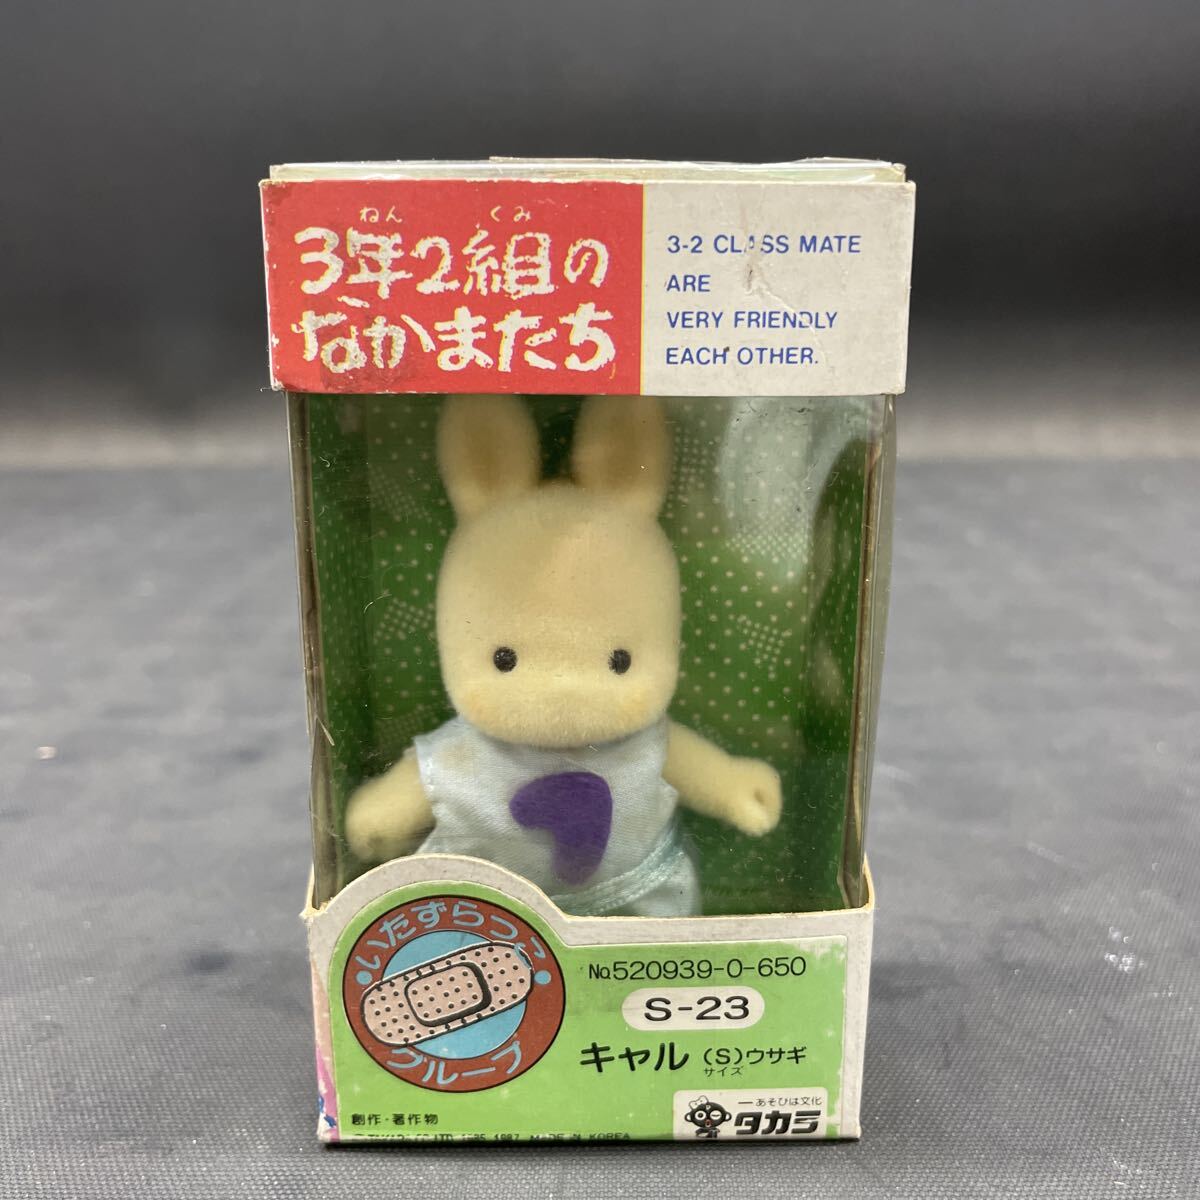 ねん くみ
3年2組の
なかまたち
3-2 CLASS MATE
ARE
VERY FRIENDLY
EACH OTHER.
いたずらっこ
グループ
No.520939-0-650
S-23
キャル (S)ウサギ
サイズ
創作・著作物
1985, 1987 MADE IN KOREA
あそびは文化
タカラ